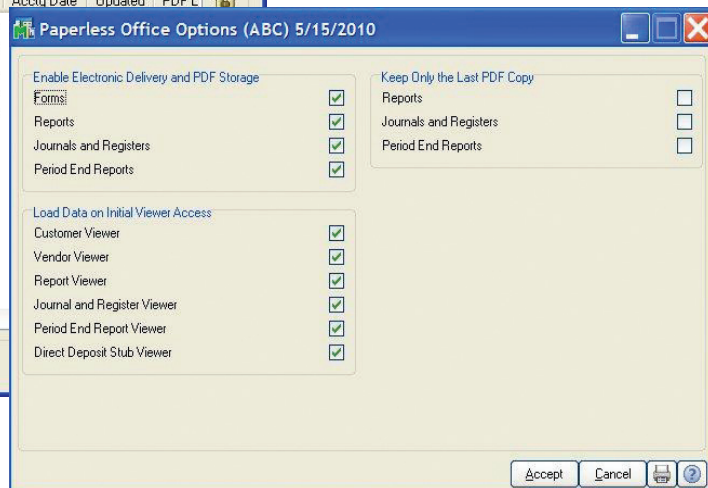 Acctg Date Updated PDF L
Paperless Office Options (ABC) 5/15/2010
Enable Electronic Delivery and PDF Storage
Forms
Reports
Journals and Registers
Period End Reports
Keep Only the Last PDF Copy
Reports
Journals and Registers
Period End Reports
Load Data on Initial Viewer Access
Customer Viewer
Vendor Viewer
Report Viewer
Journal and Register Viewer
Period End Report Viewer
Direct Deposit Stub Viewer
Accept Cancel ?